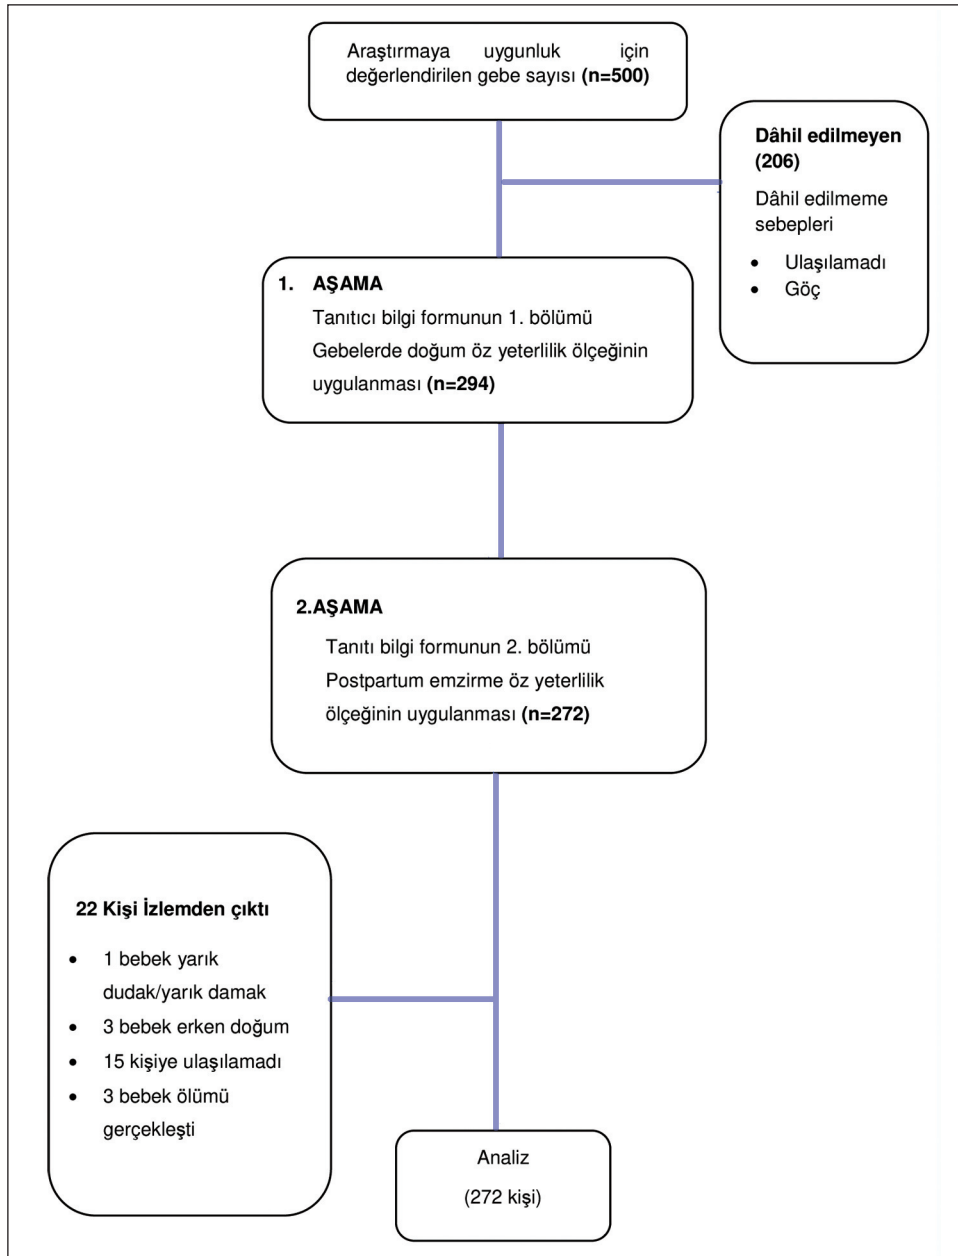 Araştırmaya uygunluk için
değerlendirilen gebe sayısı (n=500)
Dâhil edilmeyen
(206)
Dâhil edilmeme
sebepleri
• Ulaşılamadı
• Göç
1. AŞAMA
Tanıtıcı bilgi formunun 1. bölümü
Gebelerde doğum öz yeterlilik ölçeğinin
uygulanması (n=294)
2.AŞAMA
Tanıtı bilgi formunun 2. bölümü
Postpartum emzirme öz yeterlilik
ölçeğinin uygulanması (n=272)
22 Kişi İzlemden çıktı
• 1 bebek yarık
dudak/yarık damak
• 3 bebek erken doğum
• 15 kişiye ulaşılamadı
• 3 bebek ölümü
gerçekleşti
Analiz
(272 kişi)